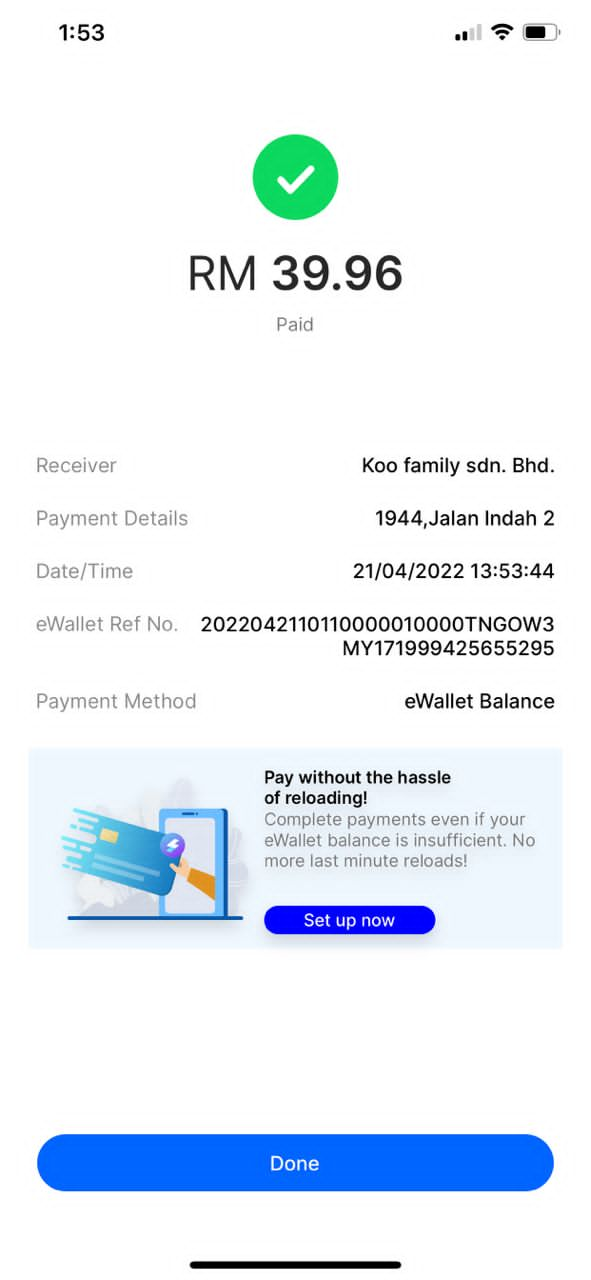 1:53
RM 39.96
Paid
Receiver Koo family sdn. Bhd.
Payment Details 1944,Jalan Indah 2
Date/Time 21/04/2022 13:53:44
eWallet Ref No. 2022042110110000010000TNGOW3
MY171999425655295
Payment Method eWallet Balance
Pay without the hassle
of reloading!
Complete payments even if your
eWallet balance is insufficient. No
more last minute reloads!
Set up now
Done